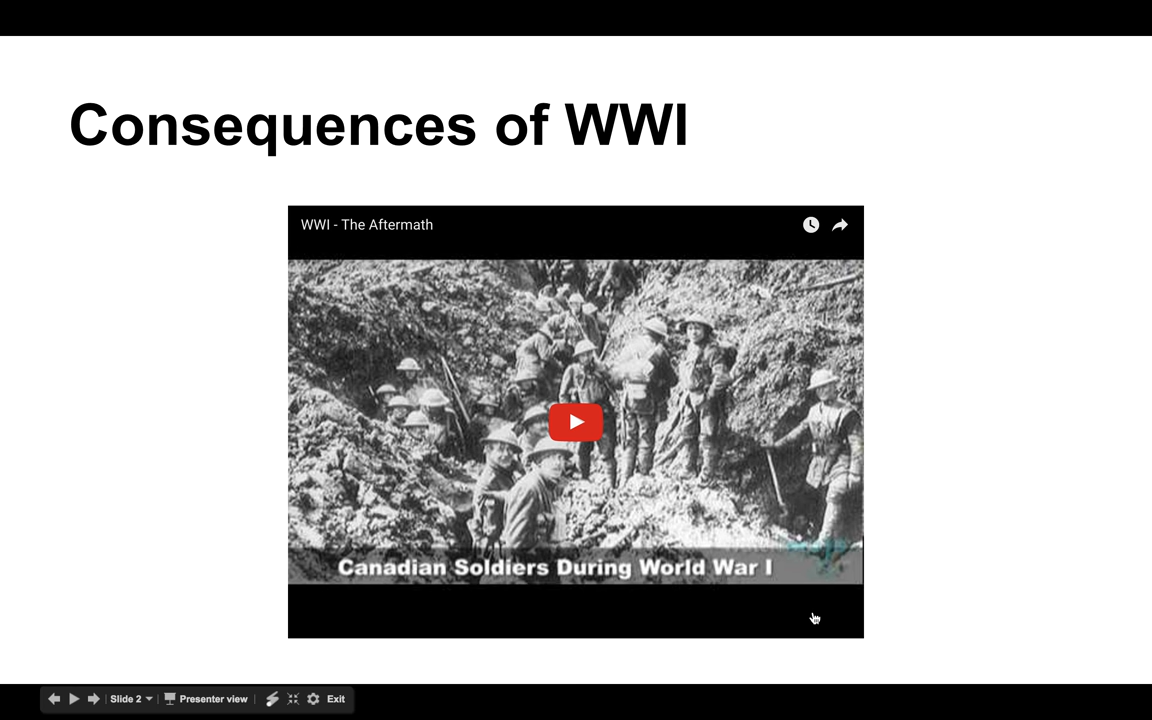 Consequences of WWI
WWI - The Aftermath
Canadian Soldiers During World War I
Slide 2
Presenter view
Exit